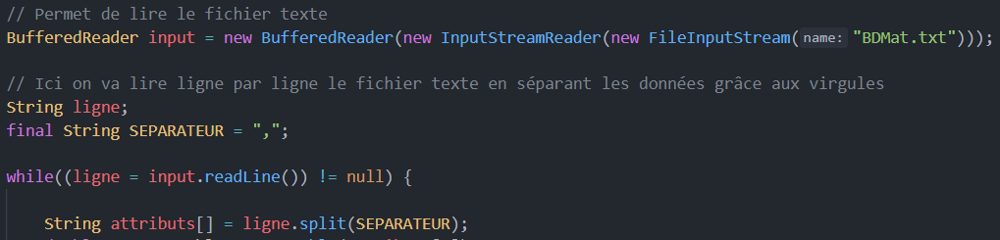 // Permet de lire le fichier texte
BufferedReader input = new BufferedReader(new InputStreamReader(new FileInputStream( name: "BDMat.txt")));
// Ici on va lire ligne par ligne le fichier texte en séparant les données grâce aux virgules
String ligne;
final String SEPARATEUR = ",";
while((ligne = input.readLine()) != null) {
String attributs[] = ligne.split(SEPARATEUR);